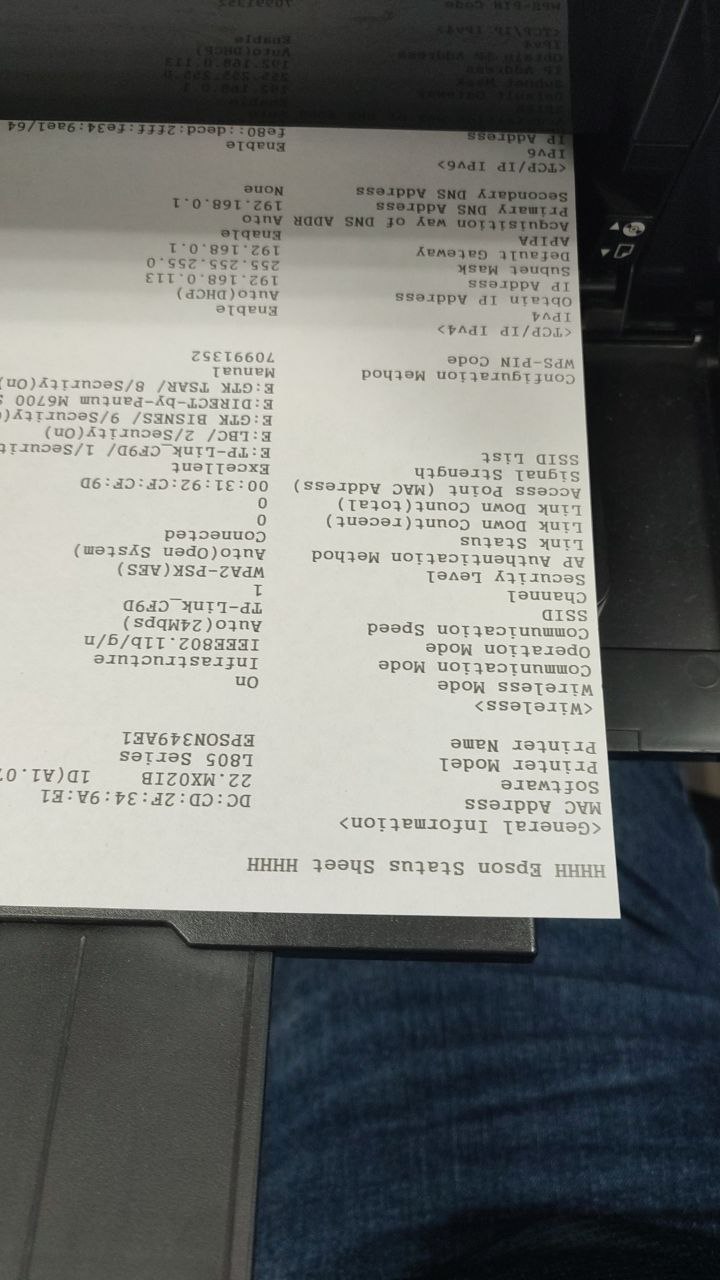 HHHH Epson Status Sheet HHHH
<General Information>
MAC Address DC:CD:2F:34:9A:E1
Software 22.MX02IB 1D(A1.07
Printer Model L805 Series
Printer Name EPSON349AE1
<Wireless>
Wireless Mode On
Communication Mode Infrastructure
Operation Mode IEEE802.11b/g/n
Communication Speed Auto(24Mbps)
SSID TP-Link_CF9D
Channel 1
Security Level WPA2-PSK(AES)
AP Authentication Method Auto(Open System)
Link Status Connected
Link Down Count(recent) 0
Link Down Count(total) 0
Access Point (MAC Address) 00:31:92:CF:CF:9D
Signal Strength Excellent
SSID List E:TP-Link_CF9D/ 1/Securit
E:LBC/ 2/Security(On)
E:GTK BISNES/ 9/Security(
E:DIRECT-by-Pantum M6700 S
E:GTK TSAR/ 8/Security(On)
Configuration Method Manual
WPS-PIN Code 70991352
<TCP/IP IPv4>
IPv4 Enable
Obtain IP Address Auto(DHCP)
IP Address 192.168.0.113
Subnet Mask 255.255.255.0
Default Gateway 192.168.0.1
APIPA Enable
Acquisition way of DNS ADDR Auto
Primary DNS Address 192.168.0.1
Secondary DNS Address None
<TCP/IP IPv6>
IPv6 Enable
IP Address fe80::decd:2fff:fe34:9ae1/64